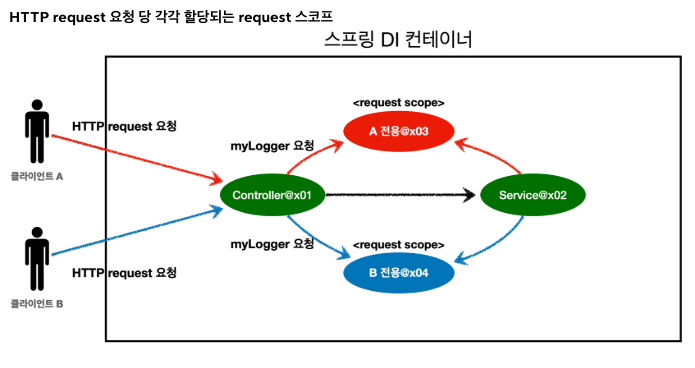 HTTP request 요청 당 각각 할당되는 request 스코프
스프링 DI 컨테이너
<request scope>
HTTP request 요청
A 전용@x03
myLogger 요청
클라이언트 A
Controller@x01
Service@x02
myLogger 요청
<request scope>
HTTP request 요청
B 전용@x04
클라이언트 B